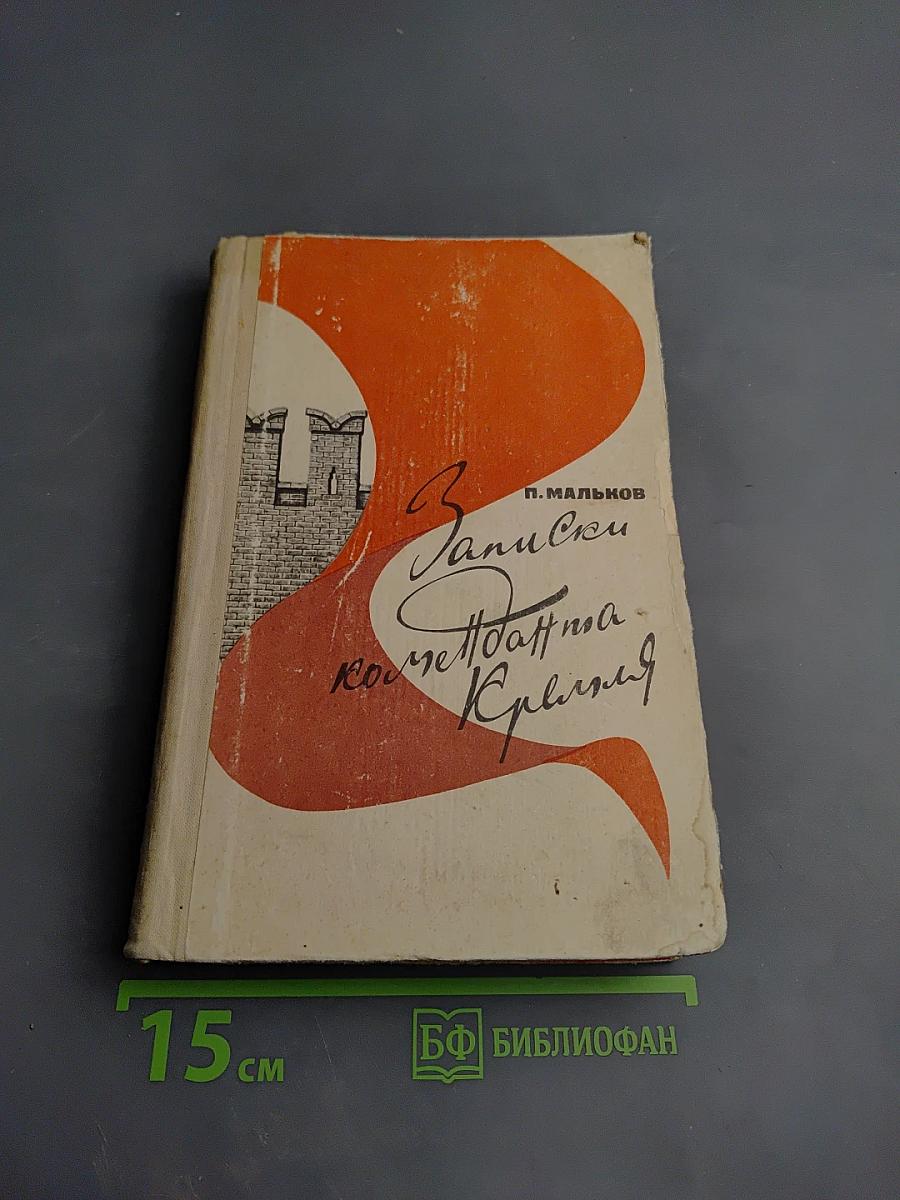 П. МАЛЬКОВ
Записки
коменданта
Кремля
15 см
БФ БИБЛИОФАН